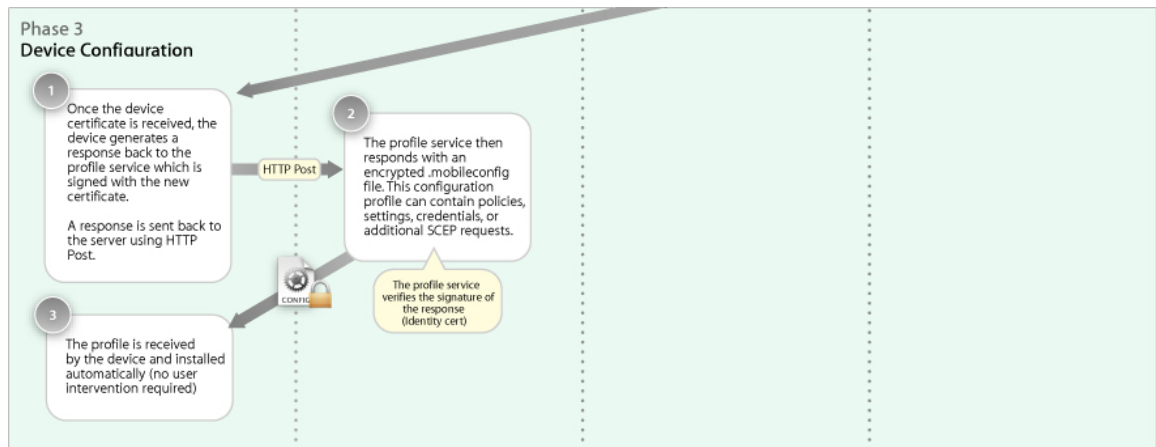 Phase 3
Device Configuration
1
Once the device
certificate is received, the
device generates a
response back to the
profile service which is
signed with the new
certificate.
A response is sent back to
the server using HTTP
Post.
HTTP Post
2
The profile service then
responds with an
encrypted .mobileconfig
file. This configuration
profile can contain policies,
settings, credentials, or
additional SCEP requests.
The profile service
verifies the signature of
the response
(Identity cert)
CONFIG
3
The profile is received
by the device and installed
automatically (no user
intervention required)